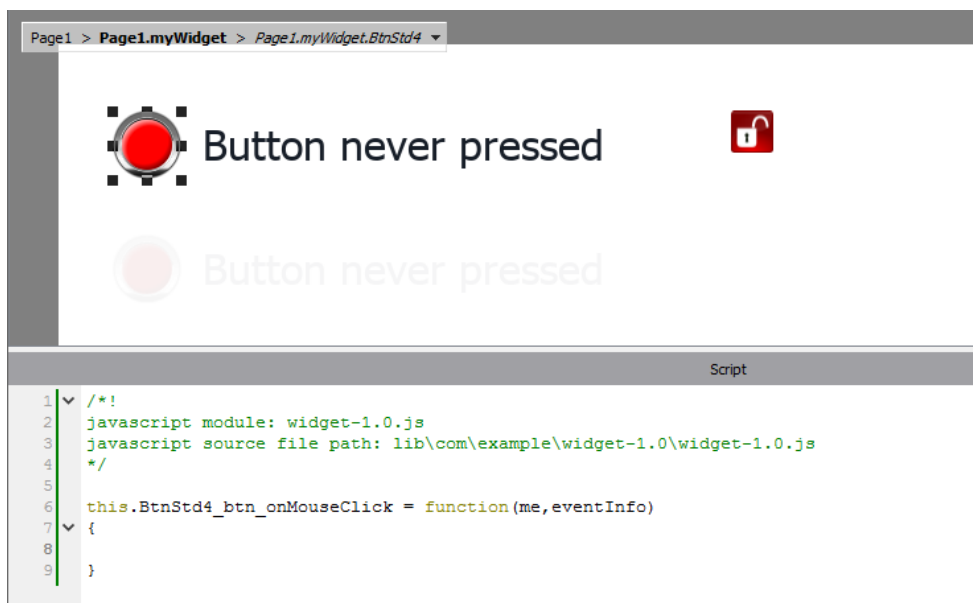 Page1 > Page1.myWidget > Page1.myWidget.BtnStd4
Button never pressed
Button never pressed
Script
1 /*!
2 javascript module: widget-1.0.js
3 javascript source file path: lib\com\example\widget-1.0\widget-1.0.js
4 */
5
6 this.BtnStd4_btn_onMouseClick = function(me,eventInfo)
7 {
8
9 }